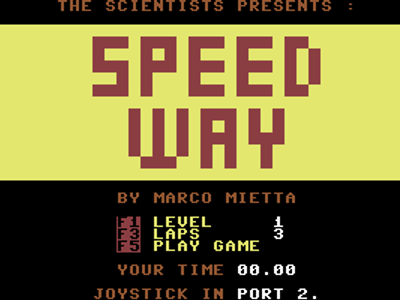 THE SCIENTISTS PRESENTS :
SPEED
WAY
BY MARCO MIETTA
F1 LEVEL 1
F3 LAPS 3
F5 PLAY GAME
YOUR TIME 00.00
JOYSTICK IN PORT 2.